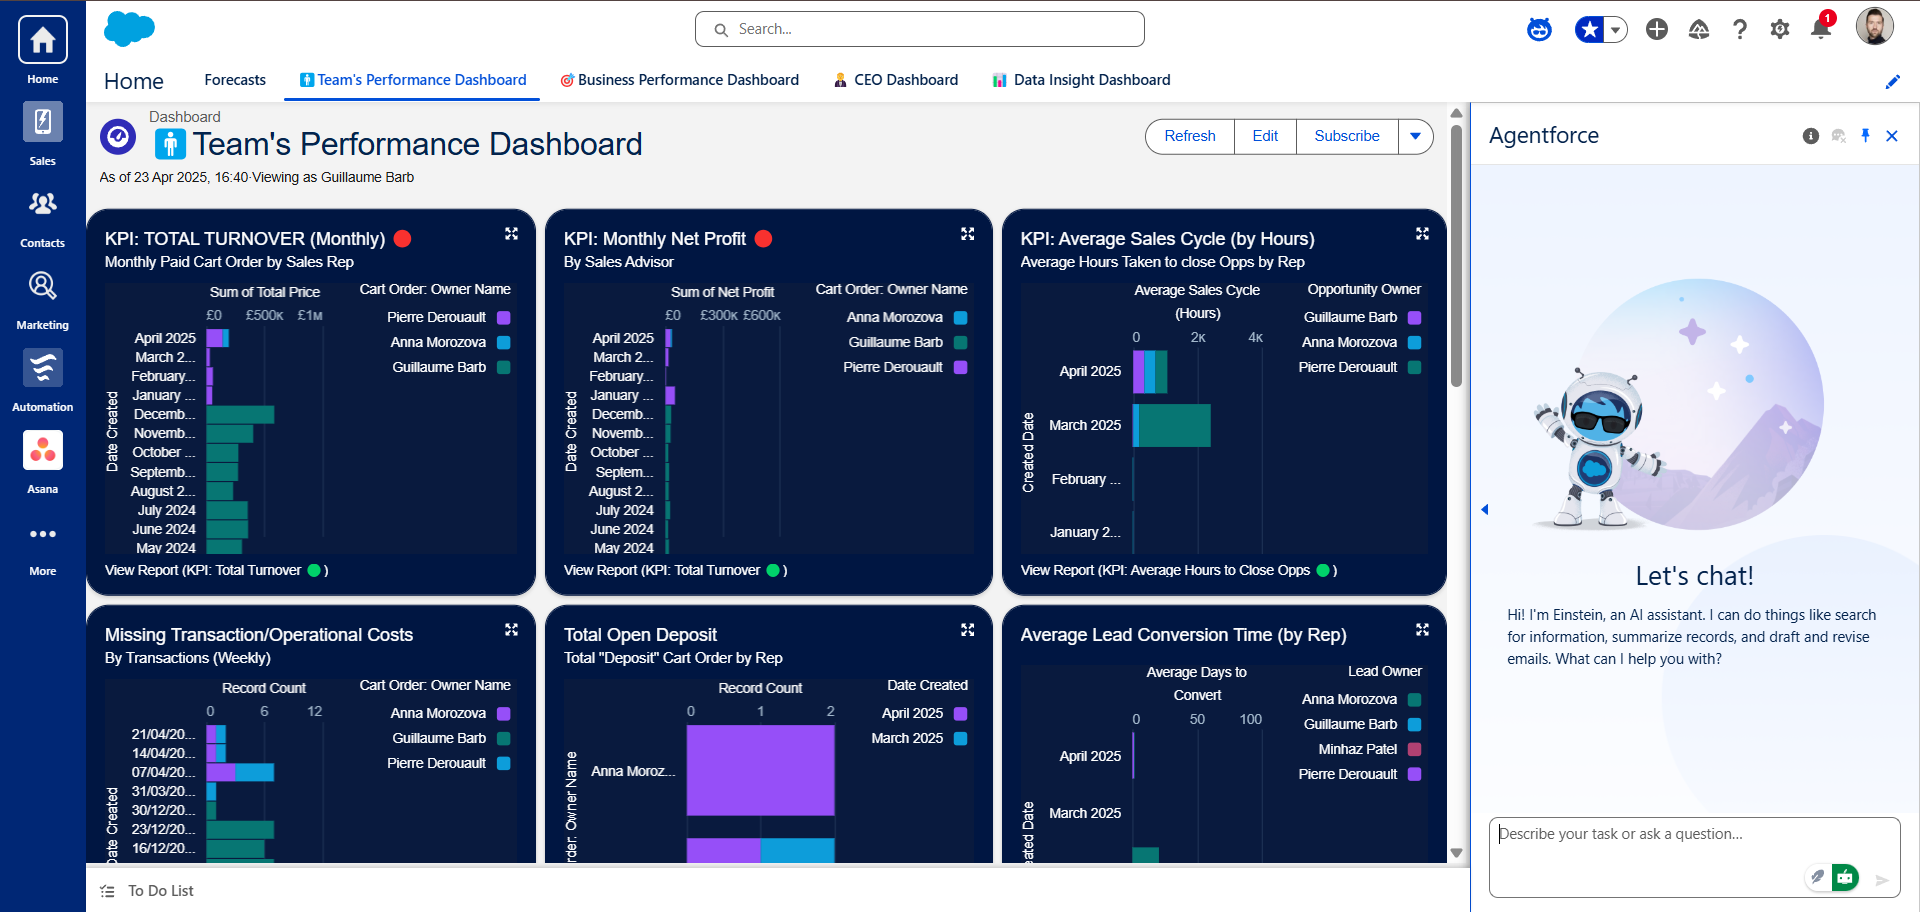 Search...
1
Home
Sales
Contacts
Marketing
Automation
Asana
More
Home
Forecasts
Team's Performance Dashboard
Business Performance Dashboard
CEO Dashboard
Data Insight Dashboard
Dashboard
Team's Performance Dashboard
As of 23 Apr 2025, 16:40·Viewing as Guillaume Barb
Refresh
Edit
Subscribe
KPI: TOTAL TURNOVER (Monthly)
Monthly Paid Cart Order by Sales Rep
Sum of Total Price
£0 £500K £1M
Cart Order: Owner Name
Pierre Derouault
Anna Morozova
Guillaume Barb
Date Created
April 2025
March 2...
February...
January ...
Decemb...
Novemb...
October ...
Septemb...
August 2...
July 2024
June 2024
May 2024
View Report (KPI: Total Turnover )
KPI: Monthly Net Profit
By Sales Advisor
Sum of Net Profit
£0 £300K £600K
Cart Order: Owner Name
Anna Morozova
Guillaume Barb
Pierre Derouault
Date Created
April 2025
March 2...
February...
January ...
Decemb...
Novemb...
October ...
Septem...
August 2...
July 2024
June 2024
May 2024
View Report (KPI: Total Turnover )
KPI: Average Sales Cycle (by Hours)
Average Hours Taken to close Opps by Rep
Average Sales Cycle
(Hours)
0 2K 4K
Opportunity Owner
Guillaume Barb
Anna Morozova
Pierre Derouault
Created Date
April 2025
March 2025
February ...
January 2...
View Report (KPI: Average Hours to Close Opps )
Missing Transaction/Operational Costs
By Transactions (Weekly)
Record Count
0 6 12
Cart Order: Owner Name
Anna Morozova
Guillaume Barb
Pierre Derouault
Date Created
21/04/20...
14/04/20...
07/04/20...
31/03/20...
30/12/20...
23/12/20...
16/12/20...
Total Open Deposit
Total "Deposit" Cart Order by Rep
Record Count
0 1 2
Date Created
April 2025
March 2025
rder: Owner Name
Anna Moroz...
Average Lead Conversion Time (by Rep)
Average Days to
Convert
0 50 100
Lead Owner
Anna Morozova
Guillaume Barb
Minhaz Patel
Pierre Derouault
eated Date
April 2025
March 2025
To Do List
Agentforce
Let's chat!
Hi! I'm Einstein, an AI assistant. I can do things like search
for information, summarize records, and draft and revise
emails. What can I help you with?
Describe your task or ask a question...